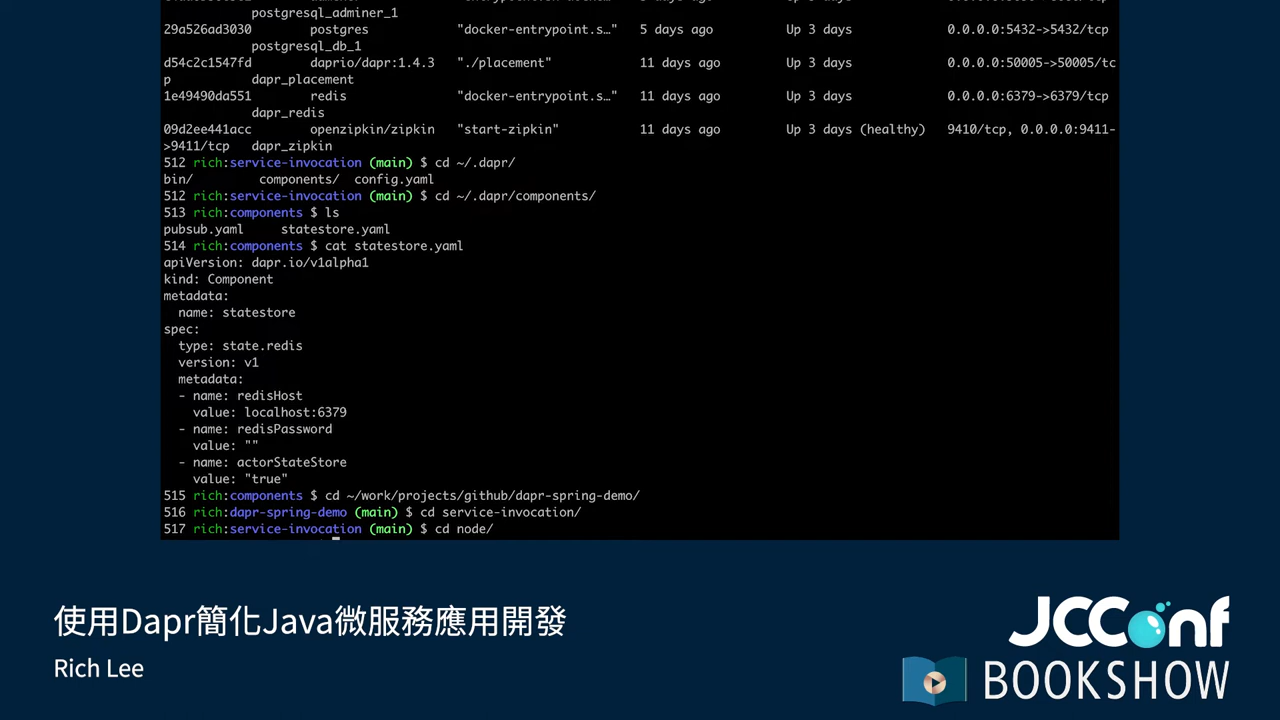 postgresql_adminer_1
29a526ad3030 postgres "docker-entrypoint.s…" 5 days ago Up 3 days 0.0.0.0:5432->5432/tcp
postgresql_db_1
d54c2c1547fd daprio/dapr:1.4.3 "./placement" 11 days ago Up 3 days 0.0.0.0:50005->50005/tc
p dapr_placement
1e49490da551 redis "docker-entrypoint.s…" 11 days ago Up 3 days 0.0.0.0:6379->6379/tcp
dapr_redis
09d2ee441acc openzipkin/zipkin "start-zipkin" 11 days ago Up 3 days (healthy) 9410/tcp, 0.0.0.0:9411-
>9411/tcp dapr_zipkin
512 rich:service-invocation (main) $ cd ~/.dapr/
bin/ components/ config.yaml
512 rich:service-invocation (main) $ cd ~/.dapr/components/
513 rich:components $ ls
pubsub.yaml statestore.yaml
514 rich:components $ cat statestore.yaml
apiVersion: dapr.io/v1alpha1
kind: Component
metadata:
name: statestore
spec:
type: state.redis
version: v1
metadata:
- name: redisHost
value: localhost:6379
- name: redisPassword
value: ""
- name: actorStateStore
value: "true"
515 rich:components $ cd ~/work/projects/github/dapr-spring-demo/
516 rich:dapr-spring-demo (main) $ cd service-invocation/
517 rich:service-invocation (main) $ cd node/
使用Dapr簡化Java微服務應用開發
Rich Lee
JCConf
BOOKSHOW